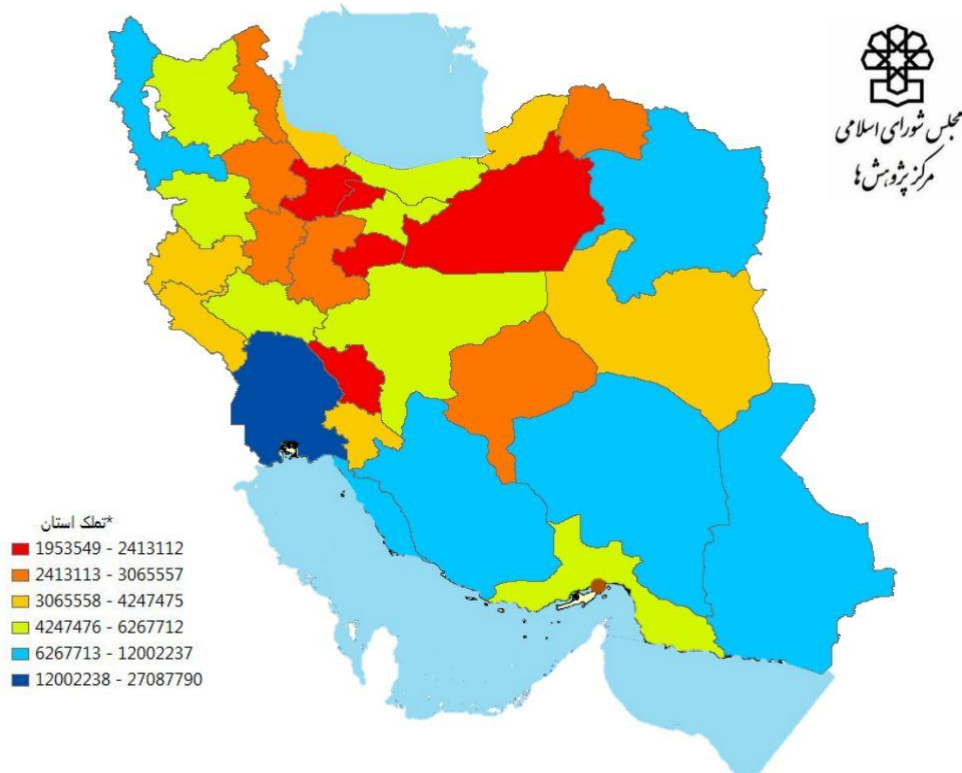 مجلس شورای اسلامی
مرکز پژوهش ها
*تملک استان
1953549 - 2413112
2413113 - 3065557
3065558 - 4247475
4247476 - 6267712
6267713 - 12002237
12002238 - 27087790